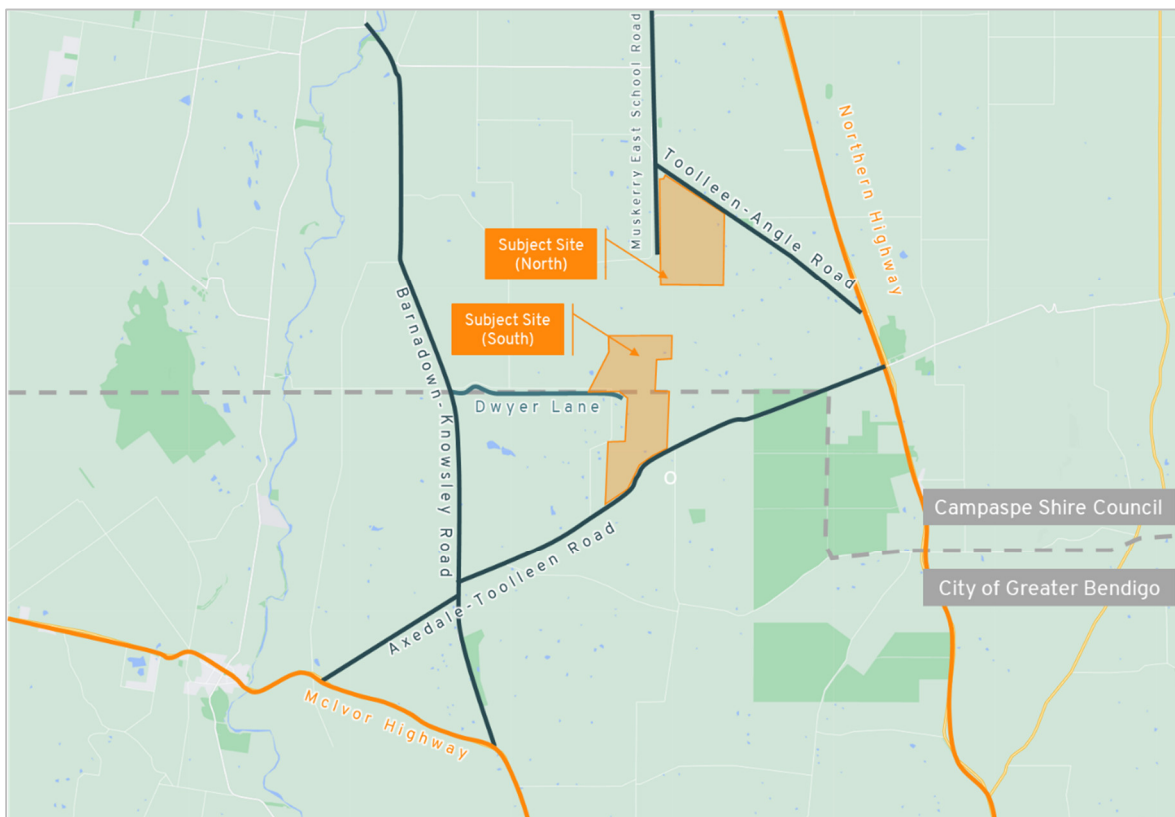 Muskerry East School Road
Toolleen-Angle Road
Northern Highway
Subject Site
(North)
Barnadown-Knowsley Road
Subject Site
(South)
Dwyer Lane
Campaspe Shire Council
Axedale-Toolleen Road
City of Greater Bendigo
McIvor Highway